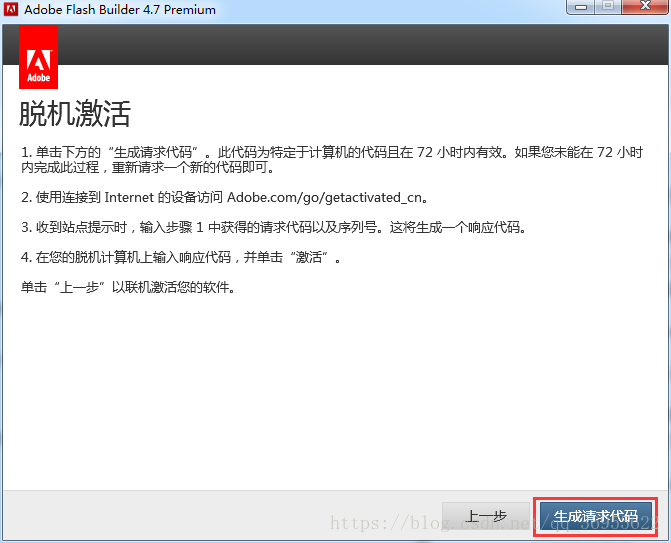 Adobe Flash Builder 4.7 Premium
Adobe
脱机激活
1. 单击下方的“生成请求代码”。此代码为特定于计算机的代码且在 72 小时内有效。如果您未能在 72 小时
内完成此过程，重新请求一个新的代码即可。
2. 使用连接到 Internet 的设备访问 Adobe.com/go/getactivated_cn。
3. 收到站点提示时，输入步骤 1 中获得的请求代码以及序列号。这将生成一个响应代码。
4. 在您的脱机计算机上输入响应代码，并单击“激活”。
单击“上一步”以联机激活您的软件。
上一步
生成请求代码